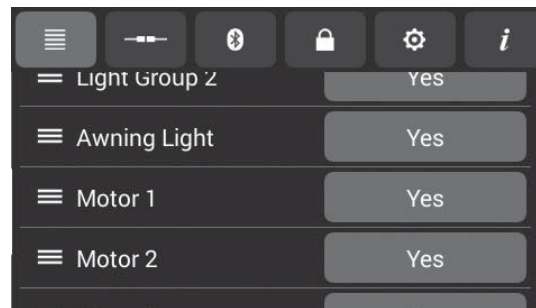 i
Light Group 2 Yes
Awning Light Yes
Motor 1 Yes
Motor 2 Yes